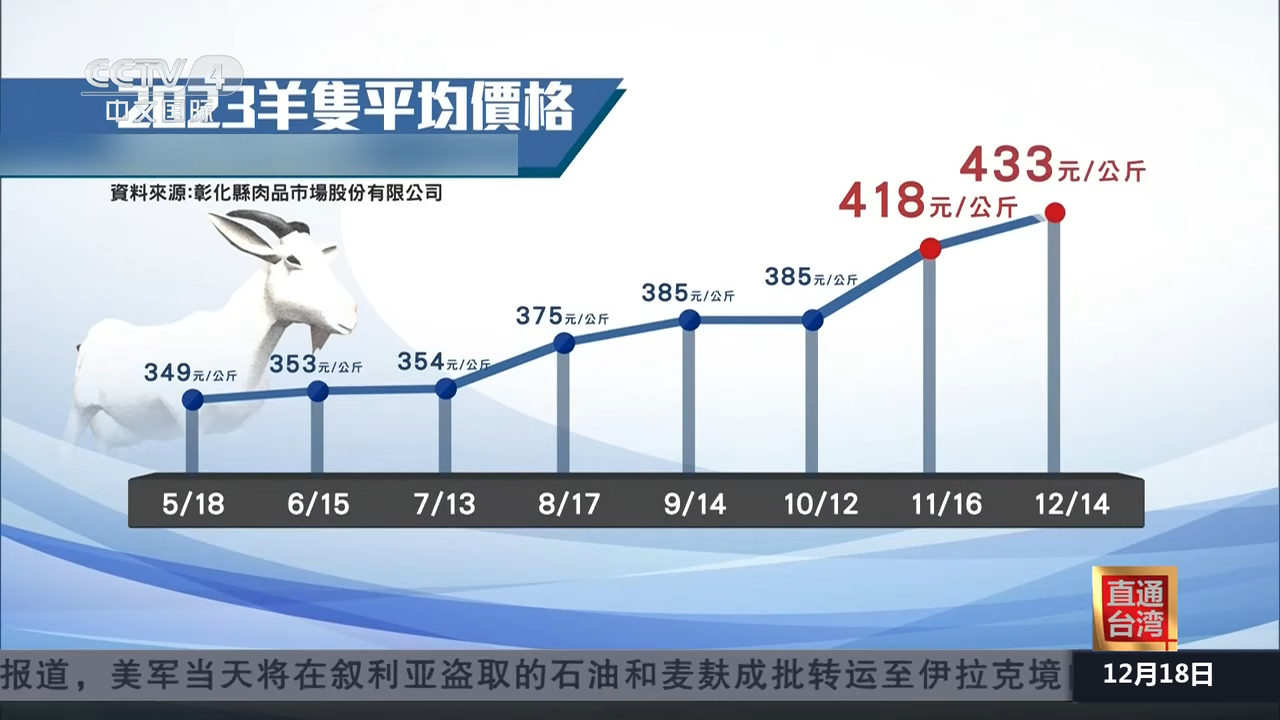 CCTV 4
中文国际
2023羊隻平均價格
資料來源:彰化縣肉品市場股份有限公司
349元/公斤
353元/公斤
354元/公斤
375元/公斤
385元/公斤
385元/公斤
418元/公斤
433元/公斤
5/18 6/15 7/13 8/17 9/14 10/12 11/16 12/14
直通
台湾
报道，美军当天将在叙利亚盗取的石油和麦麸成批转运至伊拉克境
12月18日